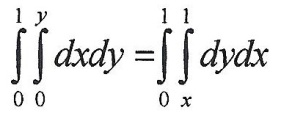 ∫₀¹∫₀ʸ dxdy = ∫₀¹∫ₓ¹ dydx